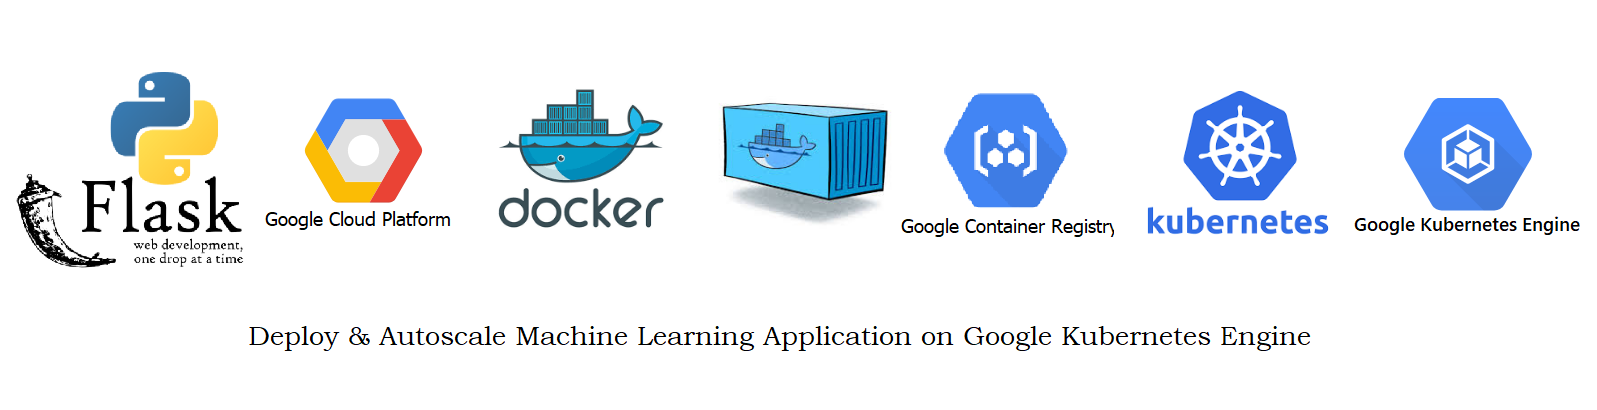 Flask
web development,
one drop at a time
Google Cloud Platform
docker
Google Container Registry
kubernetes
Google Kubernetes Engine
Deploy & Autoscale Machine Learning Application on Google Kubernetes Engine